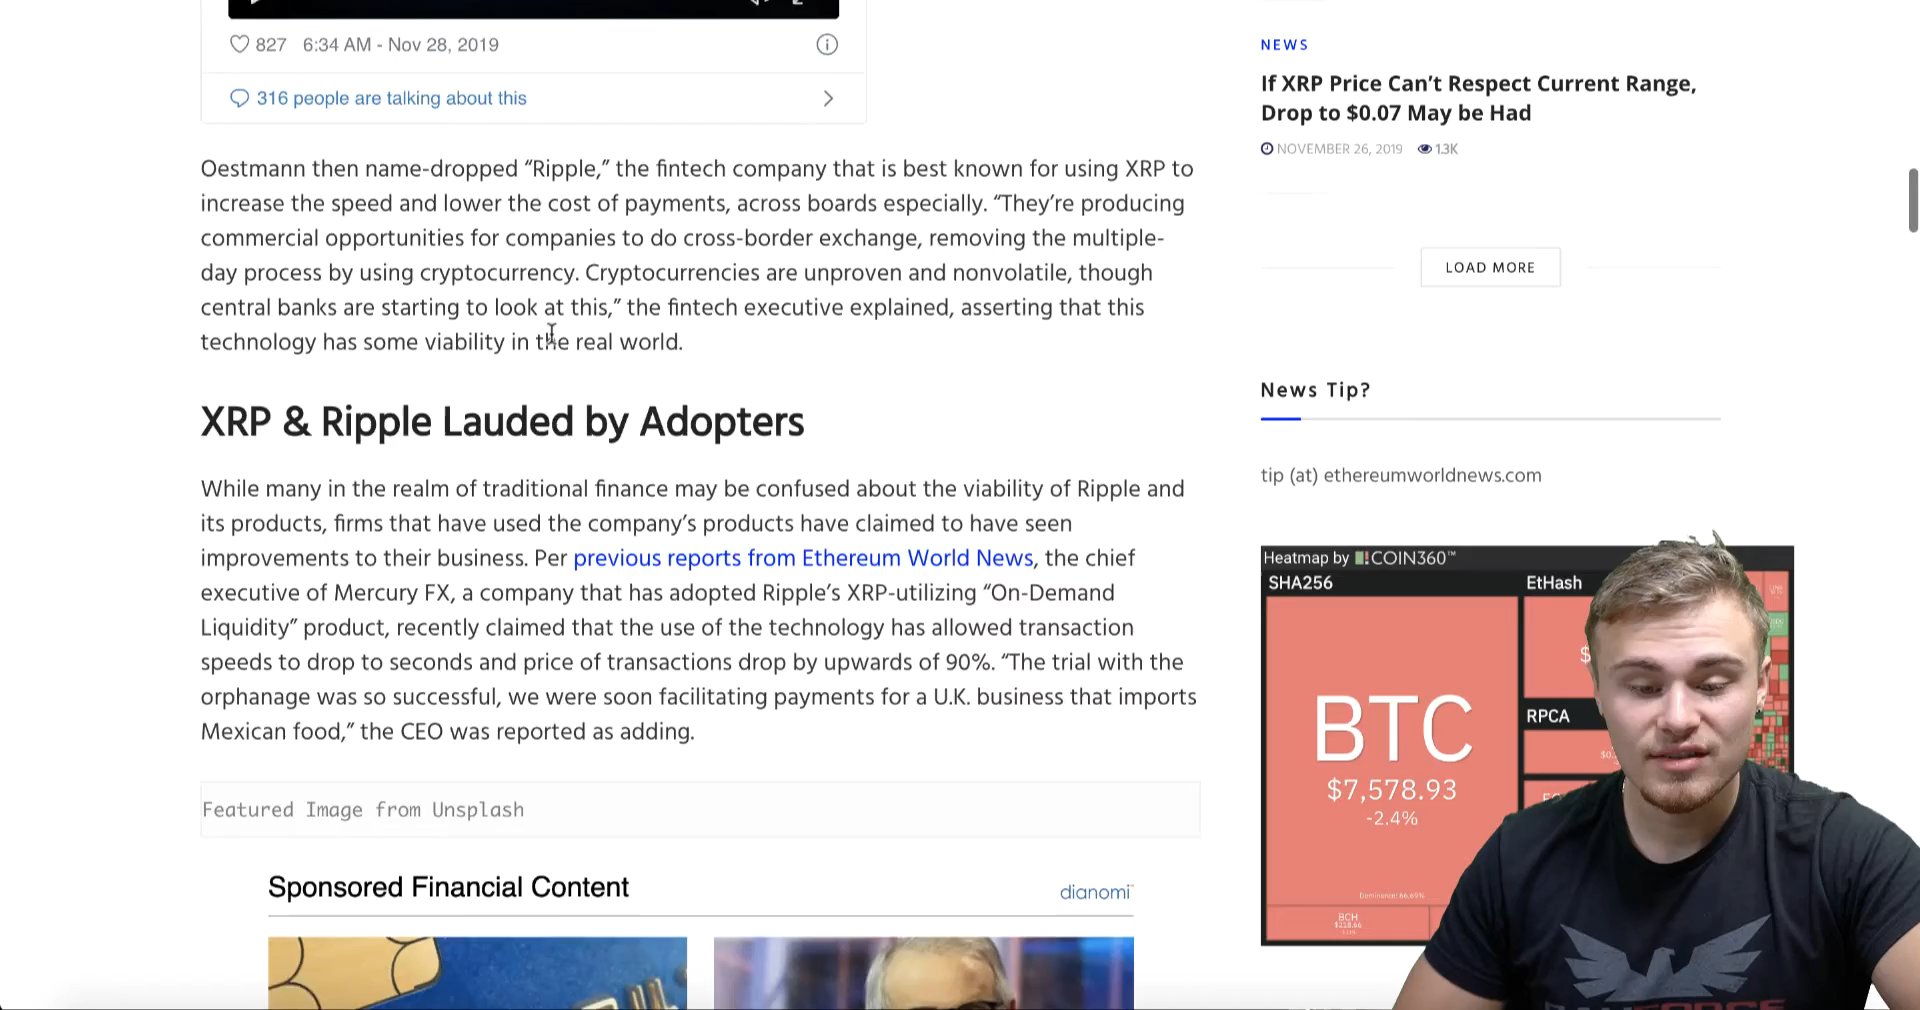 827 6:34 AM - Nov 28, 2019
316 people are talking about this
Oestmann then name-dropped “Ripple,” the fintech company that is best known for using XRP to
increase the speed and lower the cost of payments, across boards especially. “They’re producing
commercial opportunities for companies to do cross-border exchange, removing the multiple-
day process by using cryptocurrency. Cryptocurrencies are unproven and nonvolatile, though
central banks are starting to look at this,” the fintech executive explained, asserting that this
technology has some viability in the real world.
XRP & Ripple Lauded by Adopters
While many in the realm of traditional finance may be confused about the viability of Ripple and
its products, firms that have used the company’s products have claimed to have seen
improvements to their business. Per previous reports from Ethereum World News, the chief
executive of Mercury FX, a company that has adopted Ripple’s XRP-utilizing “On-Demand
Liquidity” product, recently claimed that the use of the technology has allowed transaction
speeds to drop to seconds and price of transactions drop by upwards of 90%. “The trial with the
orphanage was so successful, we were soon facilitating payments for a U.K. business that imports
Mexican food,” the CEO was reported as adding.
Featured Image from Unsplash
Sponsored Financial Content
dianomi
NEWS
If XRP Price Can’t Respect Current Range,
Drop to $0.07 May be Had
NOVEMBER 26, 2019 1.3K
LOAD MORE
News Tip?
tip (at) ethereumworldnews.com
Heatmap by COIN360™
SHA256
EtHash
RPCA
BTC
$7,578.93
-2.4%
Dominance: 66.69%
BCH
$218.66